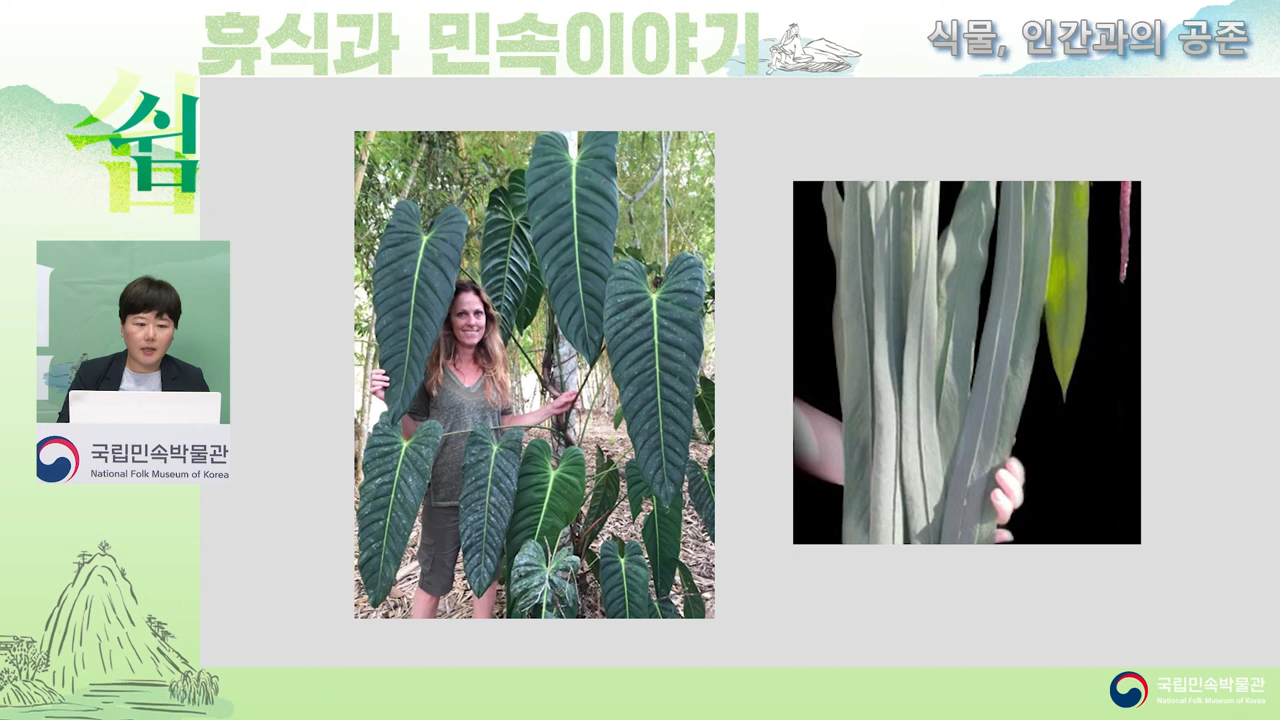 휴식과 민속이야기
식물, 인간과의 공존
쉼
국립민속박물관
National Folk Museum of Korea
국립민속박물관
National Folk Museum of Korea